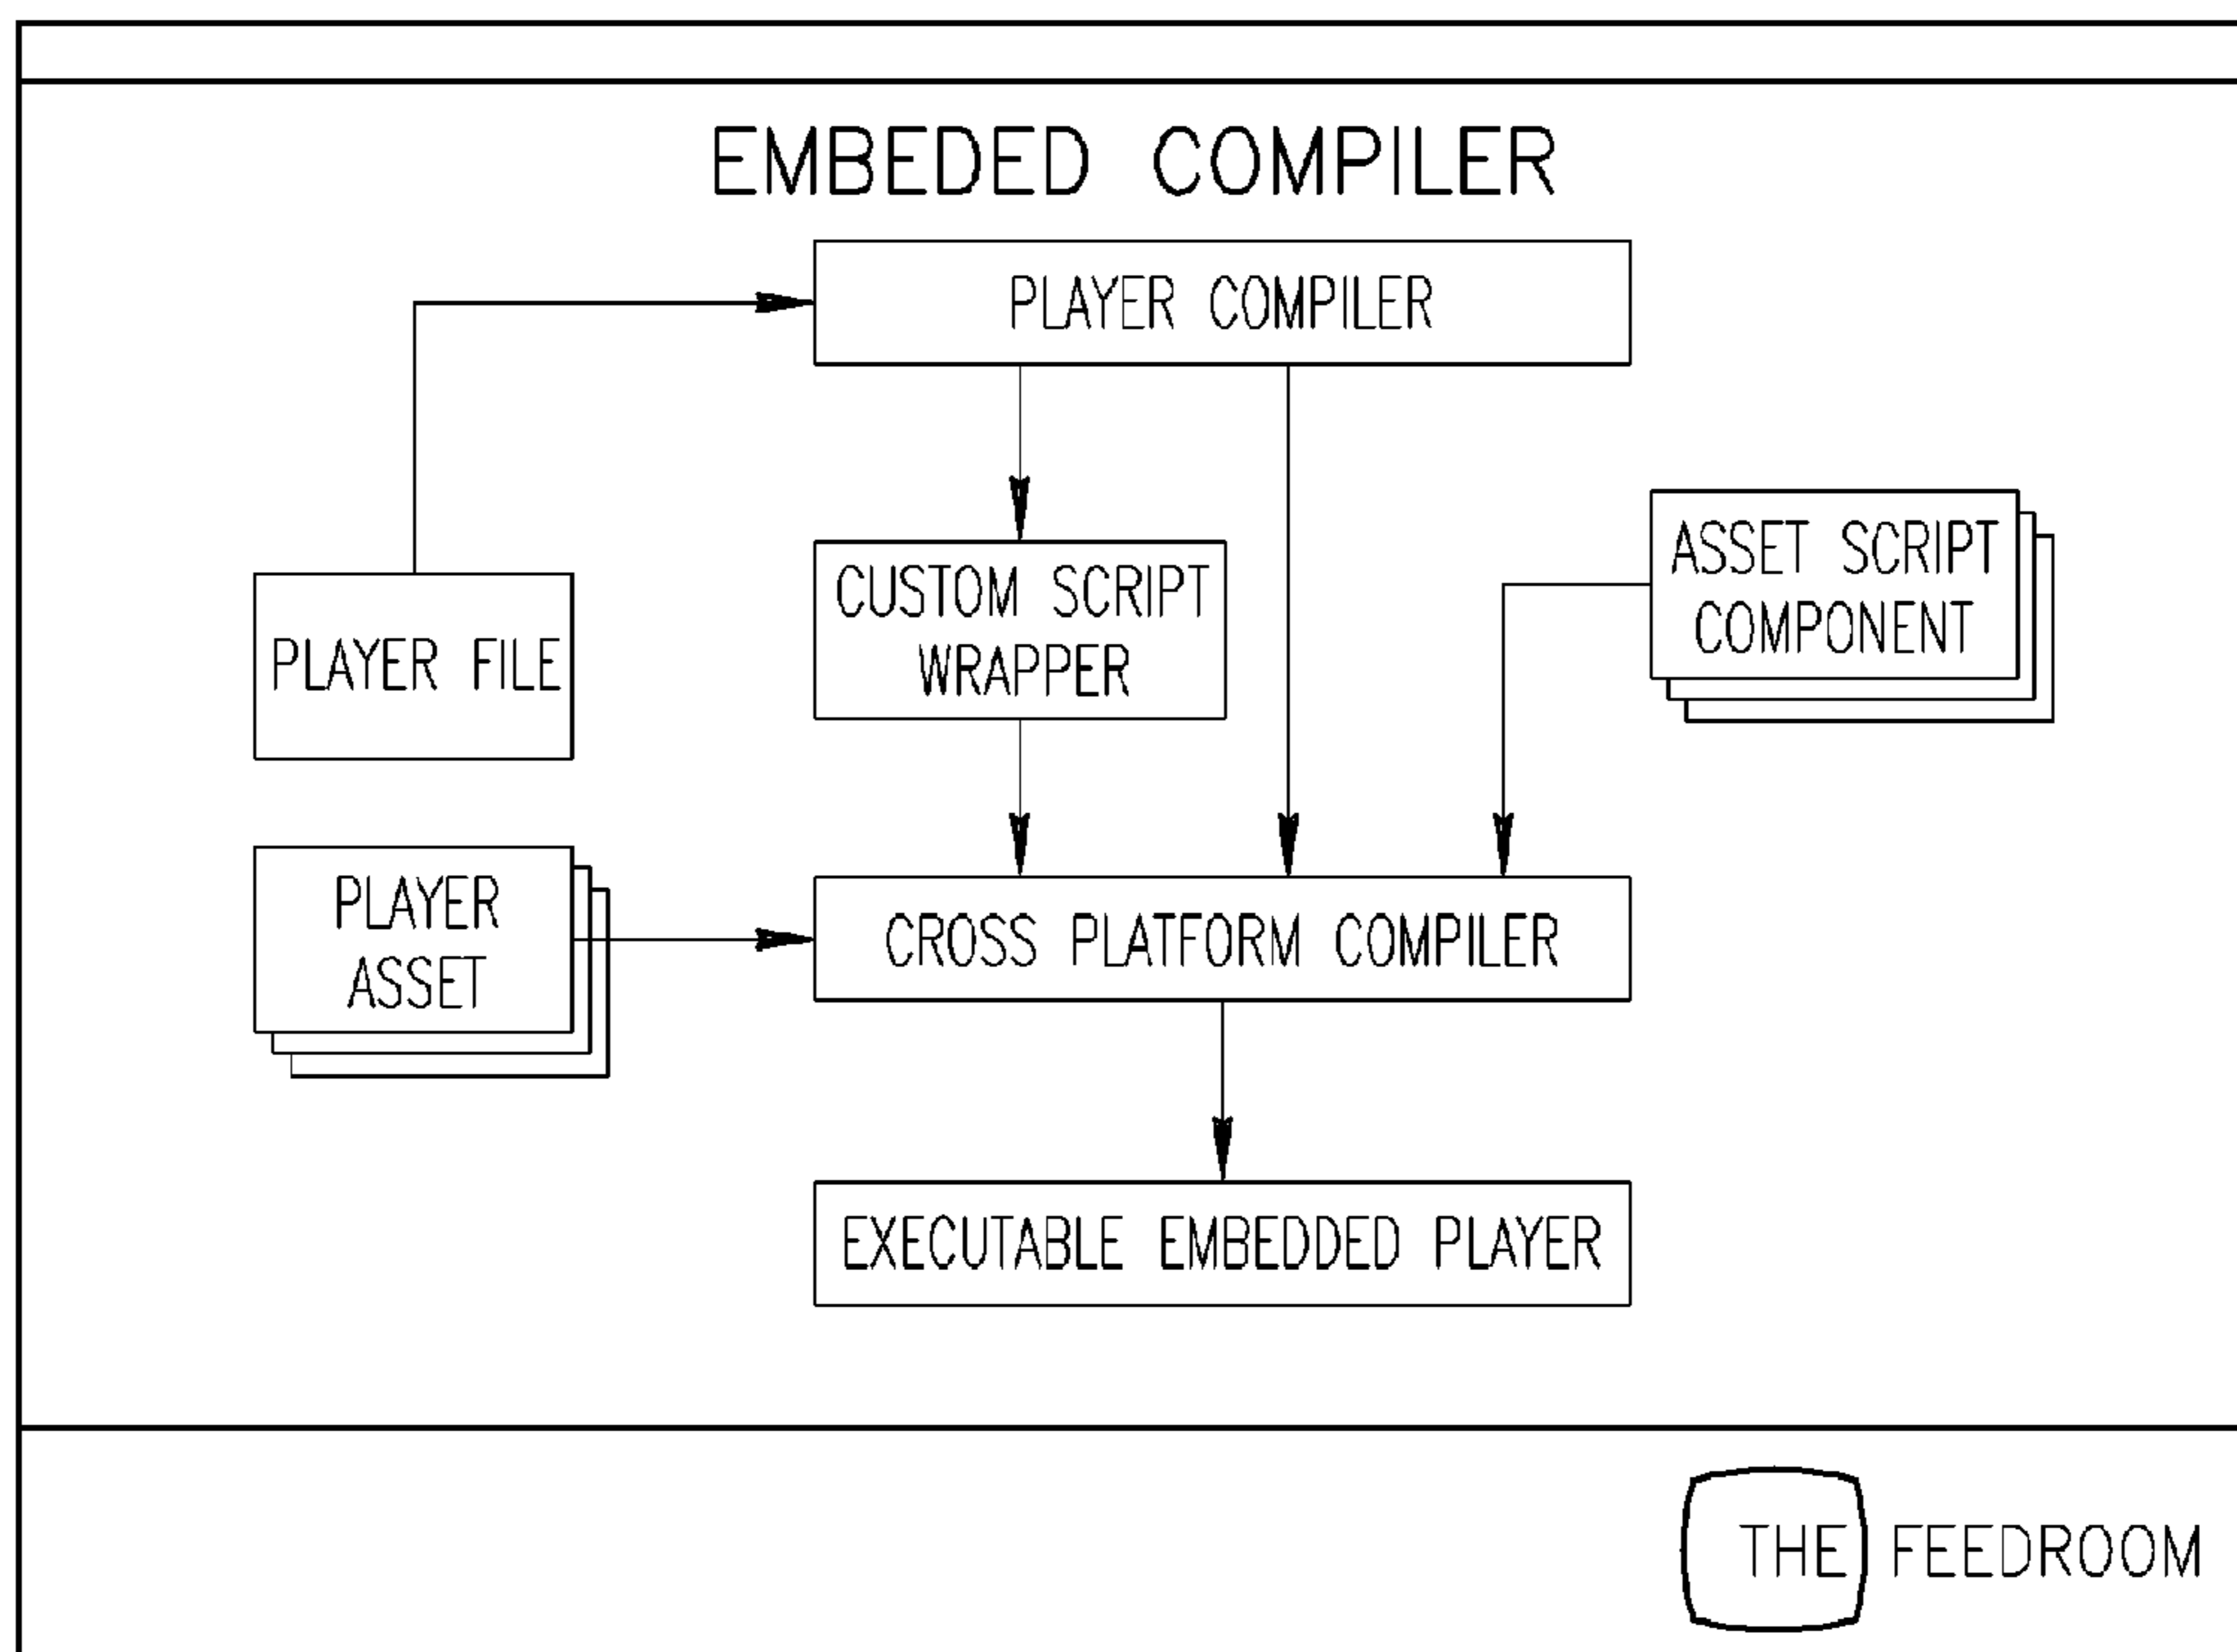 EMBEDED COMPILER
PLAYER COMPILER
CUSTOM SCRIPT
WRAPPER
ASSET SCRIPT
COMPONENT
PLAYER FILE
PLAYER
ASSET
CROSS PLATFORM COMPILER
EXECUTABLE EMBEDDED PLAYER
THE FEEDROOM